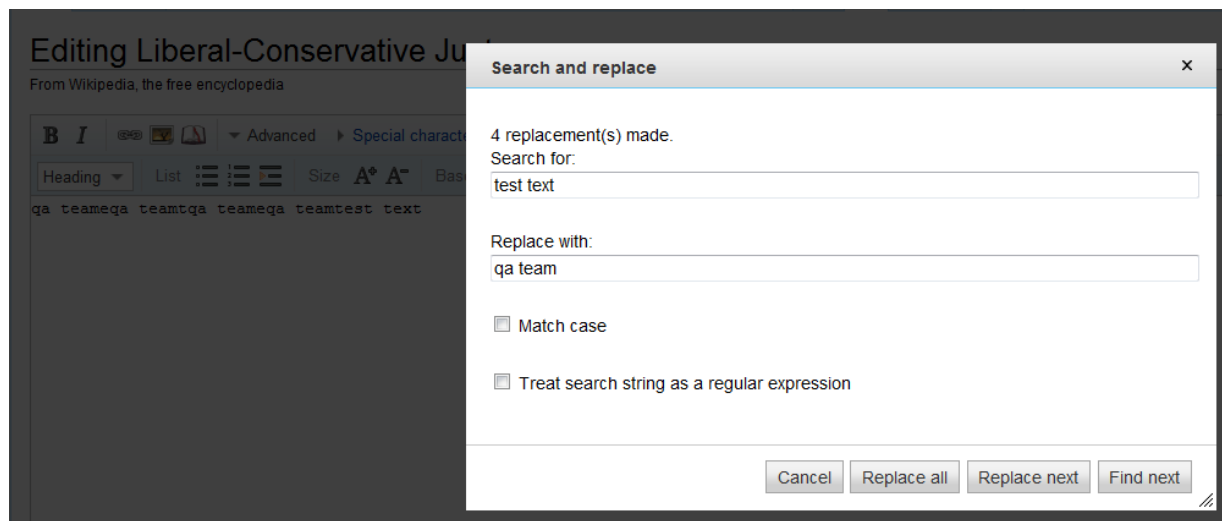 Editing Liberal-Conservative Ju
From Wikipedia, the free encyclopedia
B I Advanced Special characte
Heading List Size A A Bas
qa teameqa teamtqa teameqa teamtest text
Search and replace
4 replacement(s) made.
Search for:
test text
Replace with:
qa team
Match case
Treat search string as a regular expression
Cancel Replace all Replace next Find next